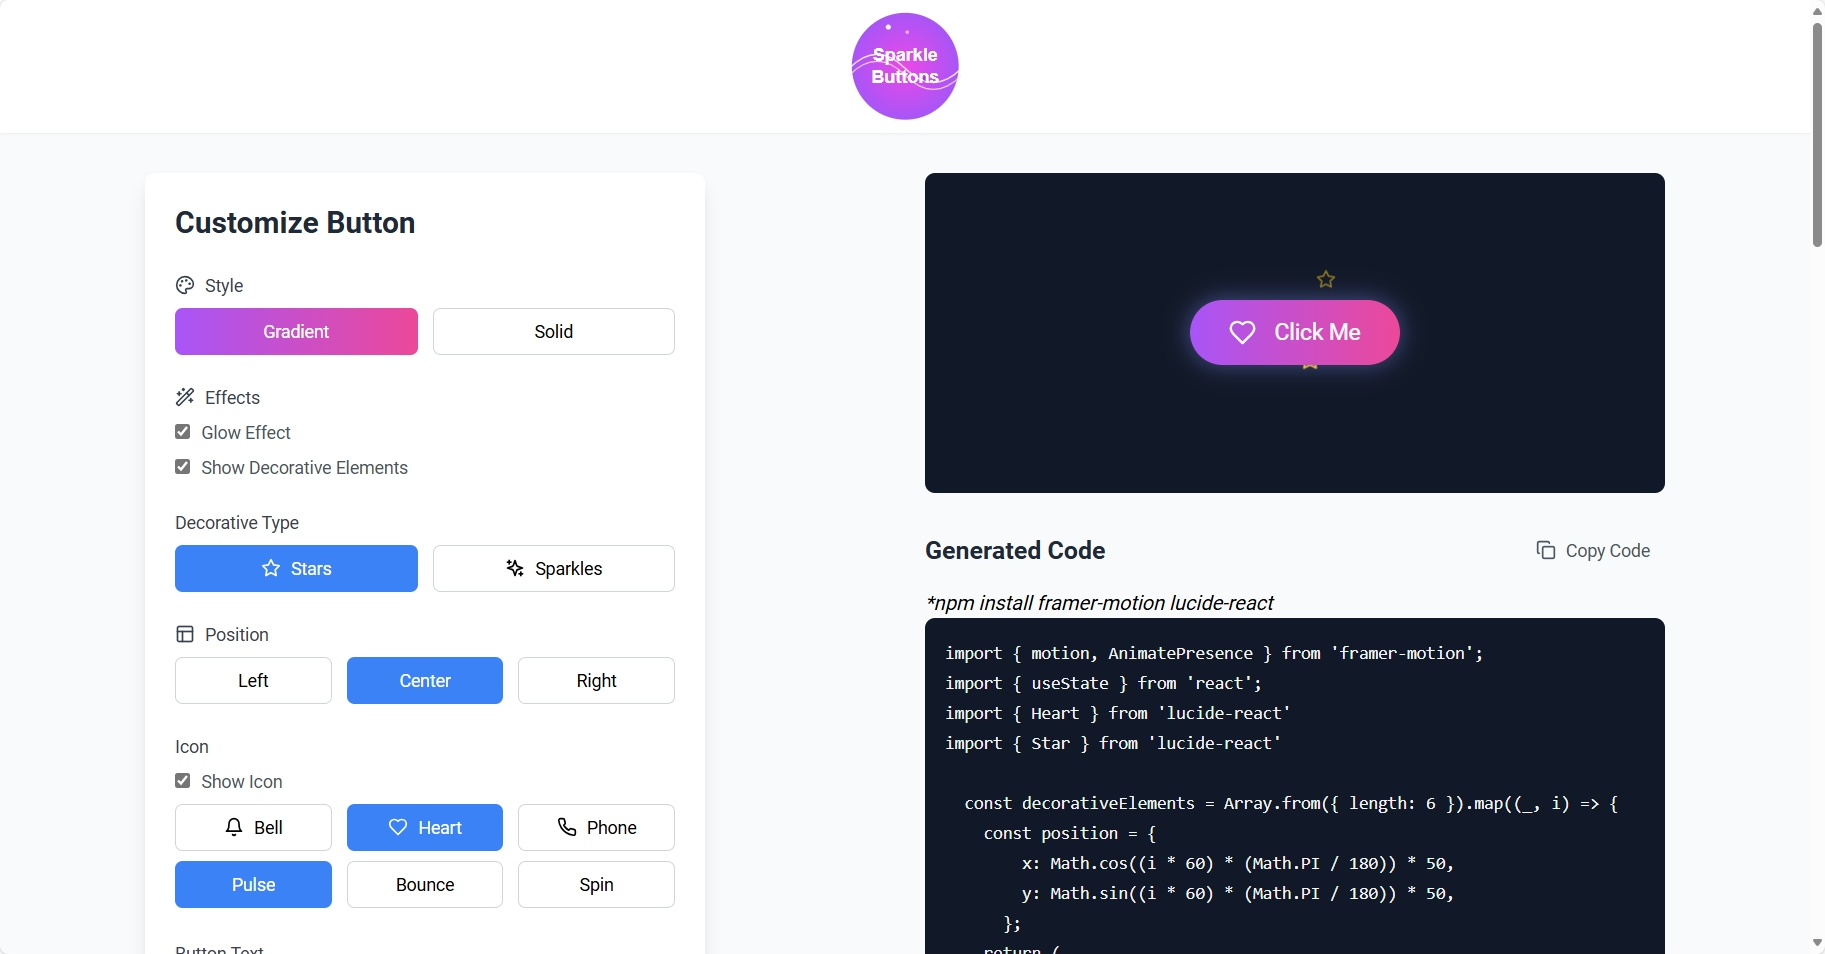 Sparkle
Buttons
Customize Button
Style
Gradient
Solid
Effects
Glow Effect
Show Decorative Elements
Decorative Type
Stars
Sparkles
Position
Left
Center
Right
Icon
Show Icon
Bell
Heart
Phone
Pulse
Bounce
Spin
Button Text
Click Me
Generated Code
Copy Code
*npm install framer-motion lucide-react
import { motion, AnimatePresence } from 'framer-motion';
import { useState } from 'react';
import { Heart } from 'lucide-react'
import { Star } from 'lucide-react'
const decorativeElements = Array.from({ length: 6 }).map((_, i) => {
const position = {
x: Math.cos((i * 60) * (Math.PI / 180)) * 50,
y: Math.sin((i * 60) * (Math.PI / 180)) * 50,
};
return (